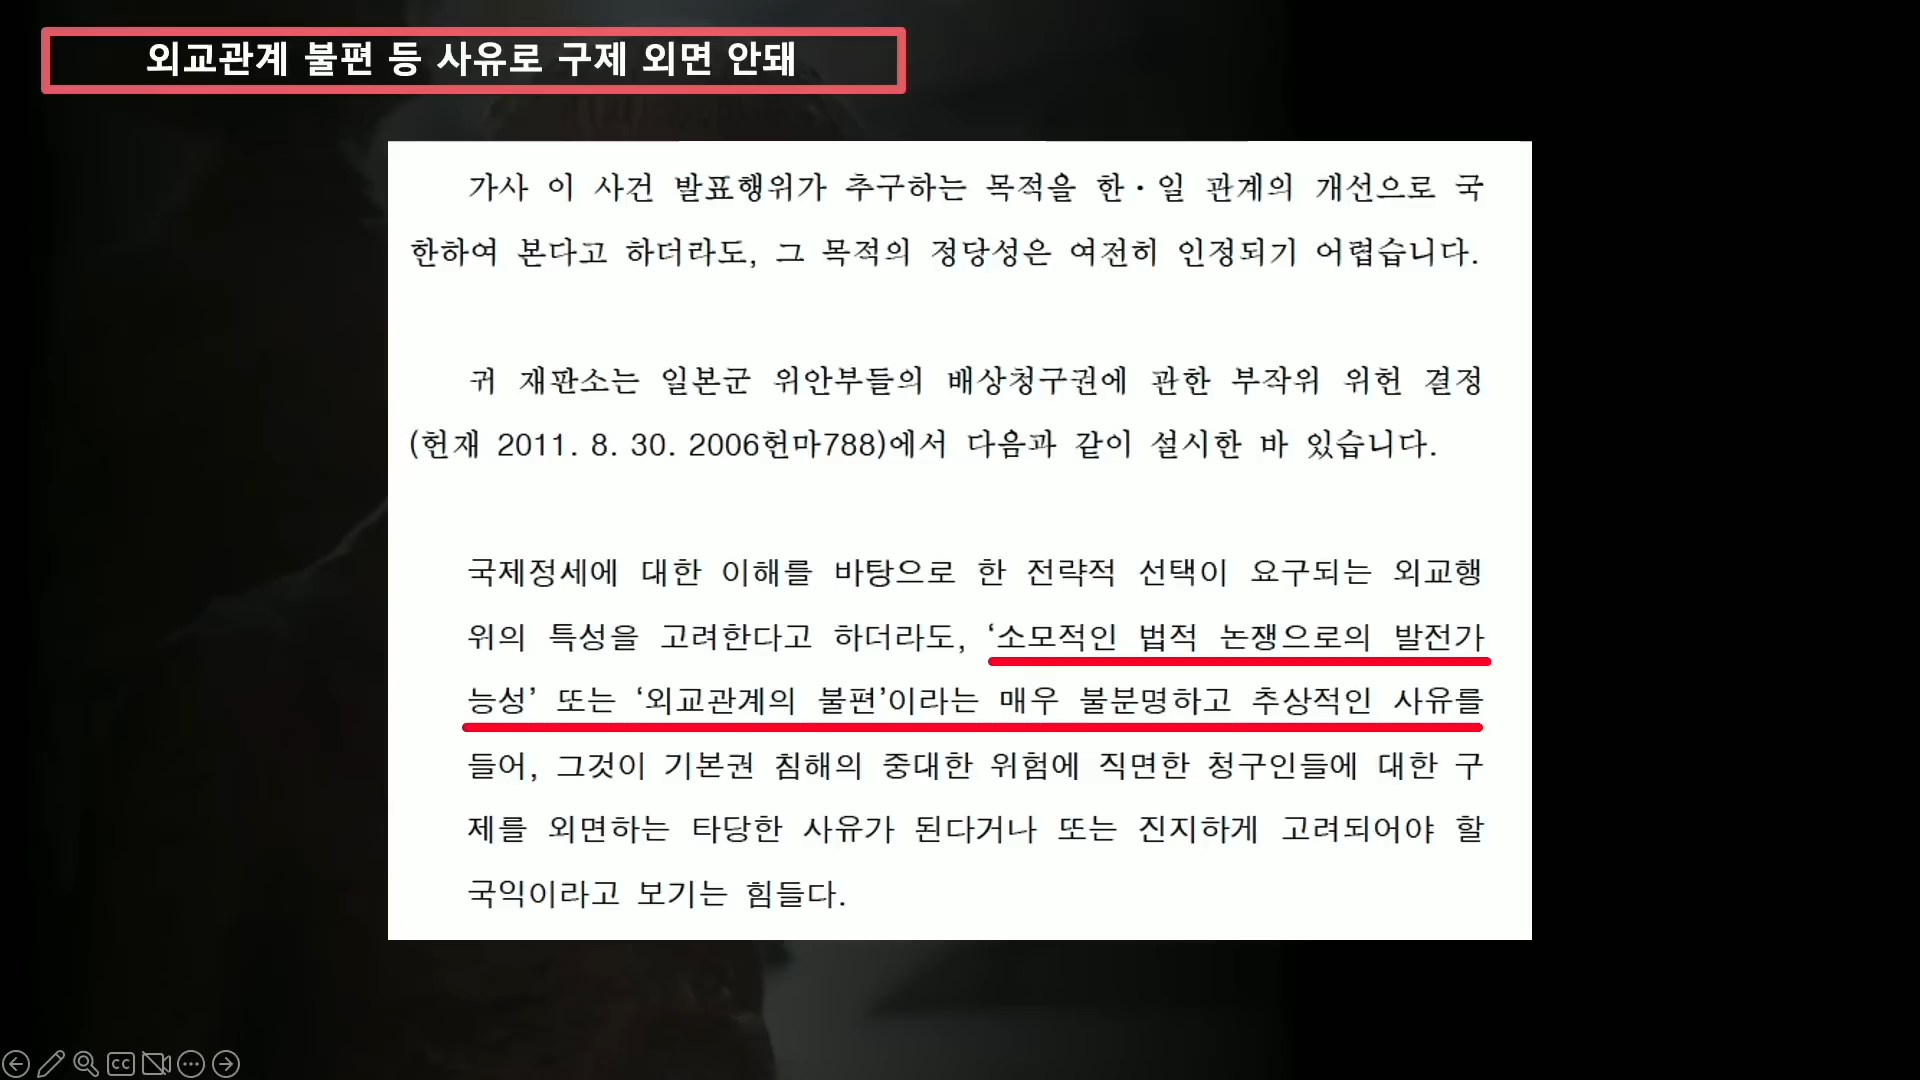 외교관계 불편 등 사유로 구제 외면 안돼
가사 이 사건 발표행위가 추구하는 목적을 한·일 관계의 개선으로 국
한하여 본다고 하더라도, 그 목적의 정당성은 여전히 인정되기 어렵습니다.
귀 재판소는 일본군 위안부들의 배상청구권에 관한 부작위 위헌 결정
(헌재 2011. 8. 30. 2006헌마788)에서 다음과 같이 설시한 바 있습니다.
국제정세에 대한 이해를 바탕으로 한 전략적 선택이 요구되는 외교행
위의 특성을 고려한다고 하더라도, ‘소모적인 법적 논쟁으로의 발전가
능성’ 또는 ‘외교관계의 불편’이라는 매우 불분명하고 추상적인 사유를
들어, 그것이 기본권 침해의 중대한 위험에 직면한 청구인들에 대한 구
제를 외면하는 타당한 사유가 된다거나 또는 진지하게 고려되어야 할
국익이라고 보기는 힘들다.
CC